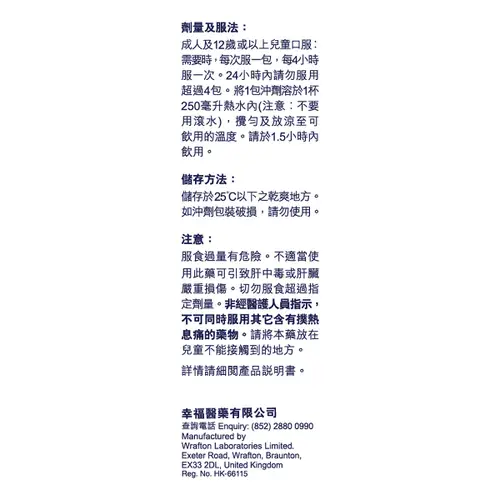 劑量及服法：
成人及12歲或以上兒童口服：
需要時，每次服一包，每4小時
服一次。24小時內請勿服用
超過4包。將1包沖劑溶於1杯
250毫升熱水內(注意：不要
用滾水)，攪勻及放涼至可
飲用的溫度。請於1.5小時內
飲用。
儲存方法：
儲存於25℃以下之乾爽地方。
如沖劑包裝破損，請勿使用。
注意：
服食過量有危險。不適當使
用此藥可引致肝中毒或肝臟
嚴重損傷。切勿服食超過指
定劑量。非經醫護人員指示，
不可同時服用其它含有撲熱
息痛的藥物。請將本藥放在
兒童不能接觸到的地方。
詳情請細閱產品說明書。
幸福醫藥有限公司
查詢電話 Enquiry: (852) 2880 0990
Manufactured by
Wrafton Laboratories Limited.
Exeter Road, Wrafton, Braunton,
EX33 2DL, United Kingdom
Reg. No. HK-66115